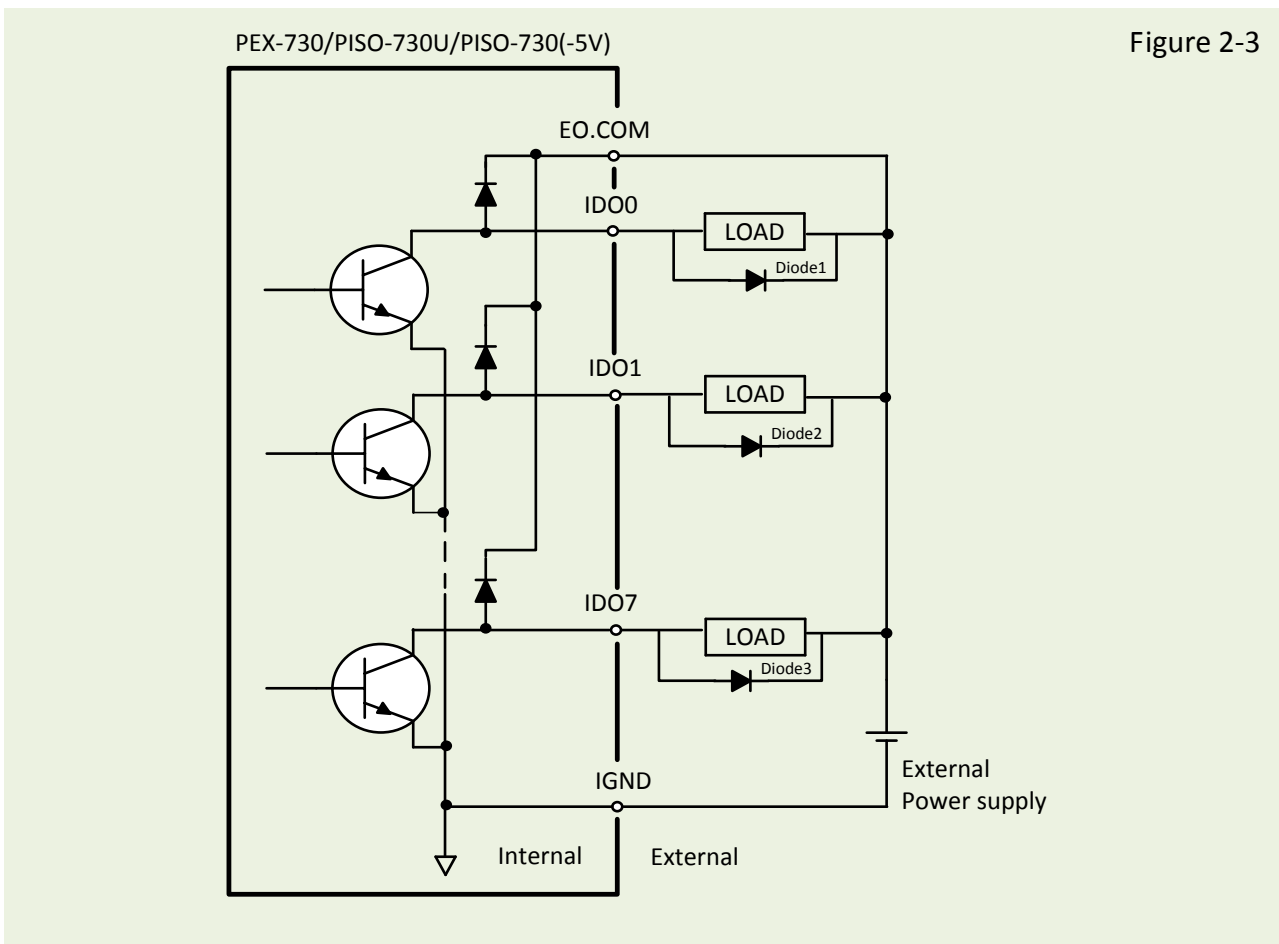 PEX-730/PISO-730U/PISO-730(-5V)
Figure 2-3
EO.COM
IDO0
LOAD
Diode1
IDO1
LOAD
Diode2
IDO7
LOAD
Diode3
IGND
External
Power supply
Internal
External